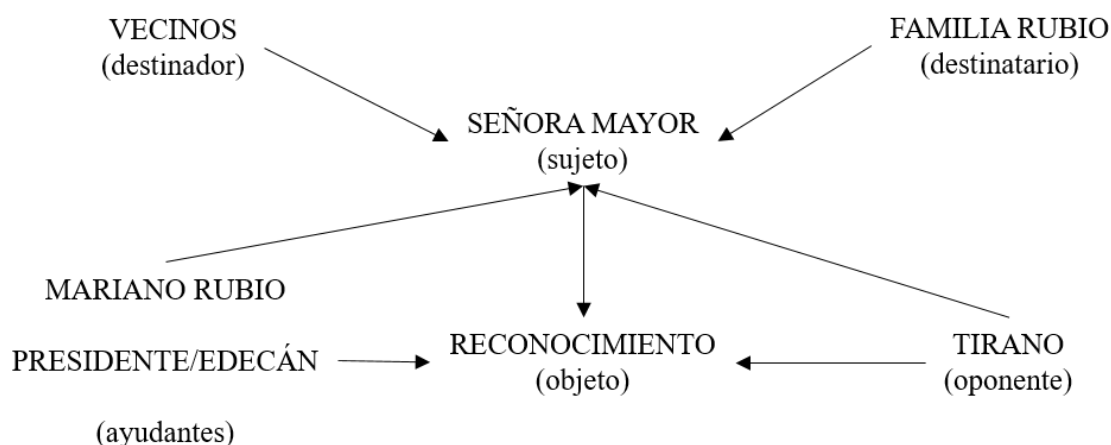 VECINOS
(destinador)
FAMILIA RUBIO
(destinatario)
SEÑORA MAYOR
(sujeto)
MARIANO RUBIO
PRESIDENTE/EDECÁN
(ayudantes)
RECONOCIMIENTO
(objeto)
TIRANO
(oponente)